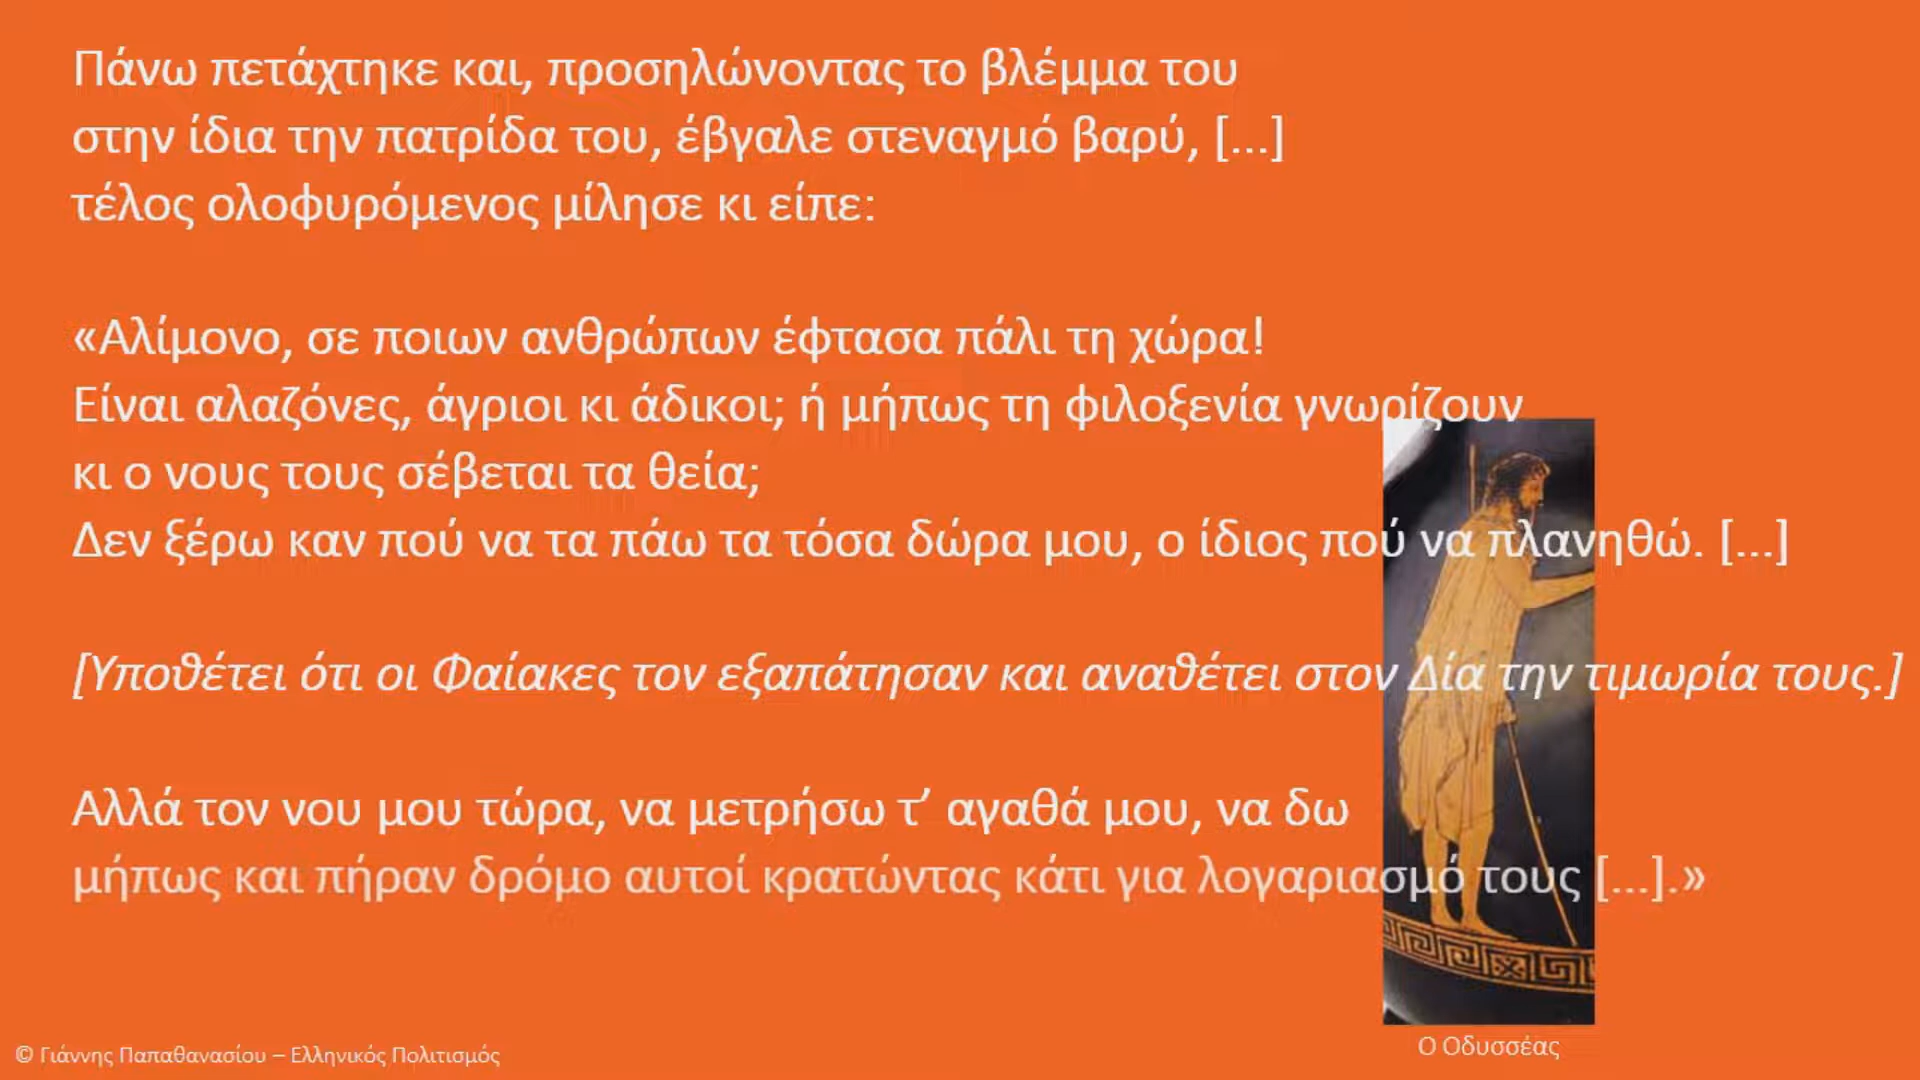 Πάνω πετάχτηκε και, προσηλώνοντας το βλέμμα του
στην ίδια την πατρίδα του, έβγαλε στεναγμό βαρύ, [...]
τέλος ολοφυρόμενος μίλησε κι είπε:
«Αλίμονο, σε ποιων ανθρώπων έφτασα πάλι τη χώρα!
Είναι αλαζόνες, άγριοι κι άδικοι; ή μήπως τη φιλοξενία γνωρίζουν
κι ο νους τους σέβεται τα θεία;
Δεν ξέρω καν πού να τα πάω τα τόσα δώρα μου, ο ίδιος πού να πλανηθώ. [...]
[Υποθέτει ότι οι Φαίακες τον εξαπάτησαν και αναθέτει στον Δία την τιμωρία τους.]
Αλλά τον νου μου τώρα, να μετρήσω τ’ αγαθά μου, να δω
μήπως και πήραν δρόμο αυτοί κρατώντας κάτι για λογαριασμό τους [...].»
Ο Οδυσσέας
© Γιάννης Παπαθανασίου – Ελληνικός Πολιτισμός